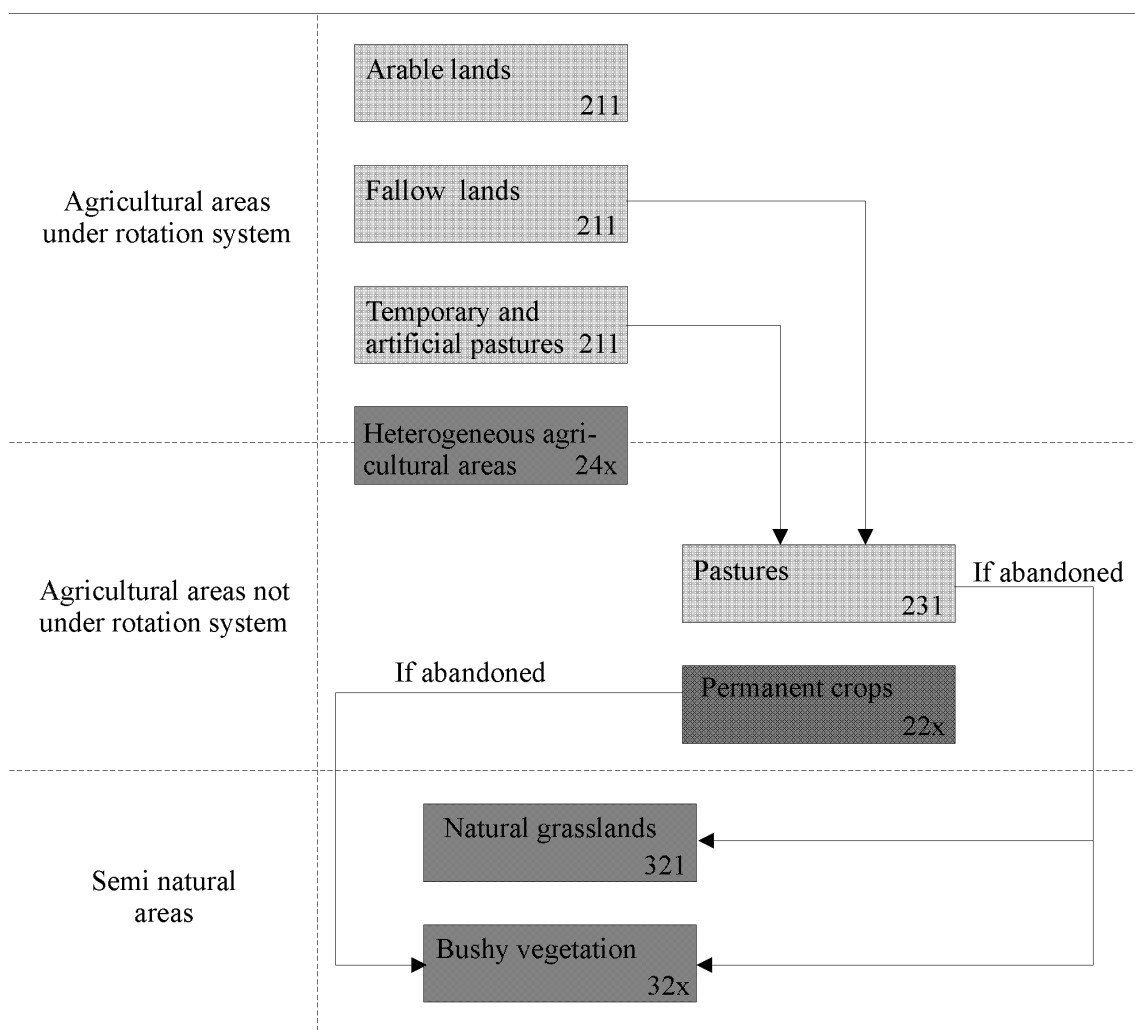 Arable lands
211
Agricultural areas
under rotation system
Fallow lands
211
Temporary and
artificial pastures 211
Heterogeneous agri-
cultural areas 24x
Agricultural areas not
under rotation system
Pastures
231
If abandoned
If abandoned
Permanent crops
22x
Semi natural
areas
Natural grasslands
321
Bushy vegetation
32x